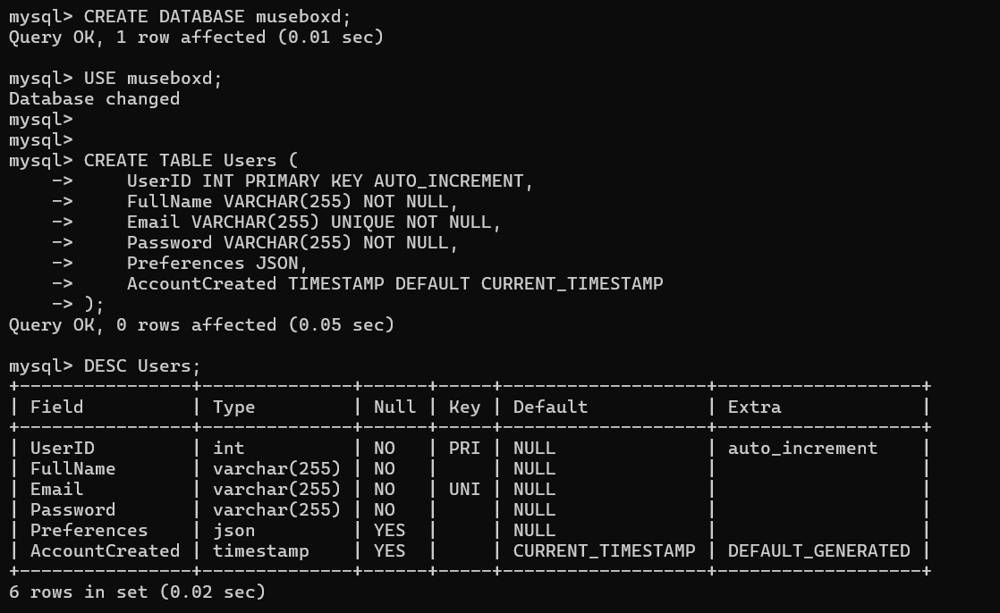 mysql> CREATE DATABASE museboxd;
Query OK, 1 row affected (0.01 sec)

mysql> USE museboxd;
Database changed
mysql>
mysql>
mysql> CREATE TABLE Users (
    ->     UserID INT PRIMARY KEY AUTO_INCREMENT,
    ->     FullName VARCHAR(255) NOT NULL,
    ->     Email VARCHAR(255) UNIQUE NOT NULL,
    ->     Password VARCHAR(255) NOT NULL,
    ->     Preferences JSON,
    ->     AccountCreated TIMESTAMP DEFAULT CURRENT_TIMESTAMP
    -> );
Query OK, 0 rows affected (0.05 sec)

mysql> DESC Users;
+----------------+--------------+------+-----+-------------------+-------------------+
| Field          | Type         | Null | Key | Default           | Extra             |
+----------------+--------------+------+-----+-------------------+-------------------+
| UserID         | int          | NO   | PRI | NULL              | auto_increment    |
| FullName       | varchar(255) | NO   |     | NULL              |                   |
| Email          | varchar(255) | NO   | UNI | NULL              |                   |
| Password       | varchar(255) | NO   |     | NULL              |                   |
| Preferences    | json         | YES  |     | NULL              |                   |
| AccountCreated | timestamp    | YES  |     | CURRENT_TIMESTAMP | DEFAULT_GENERATED |
+----------------+--------------+------+-----+-------------------+-------------------+
6 rows in set (0.02 sec)